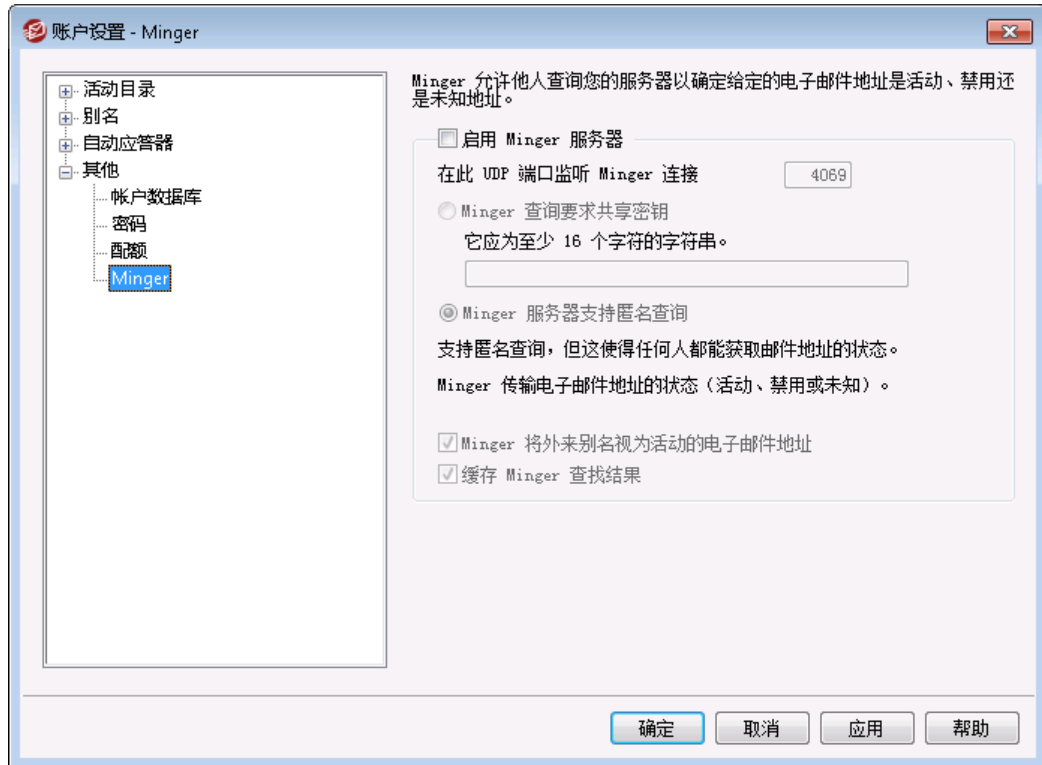 账户设置 - Minger
活动目录
别名
自动应答器
其他
帐户数据库
密码
配额
Minger
Minger 允许他人查询您的服务器以确定给定的电子邮件地址是活动、禁用还
是未知地址。
启用 Minger 服务器
在此 UDP 端口监听 Minger 连接 4069
Minger 查询要求共享密钥
它应为至少 16 个字符的字符串。
Minger 服务器支持匿名查询
支持匿名查询，但这使得任何人都能获取邮件地址的状态。
Minger 传输电子邮件地址的状态（活动、禁用或未知）。
Minger 将外来别名视为活动的电子邮件地址
缓存 Minger 查找结果
确定 取消 应用 帮助